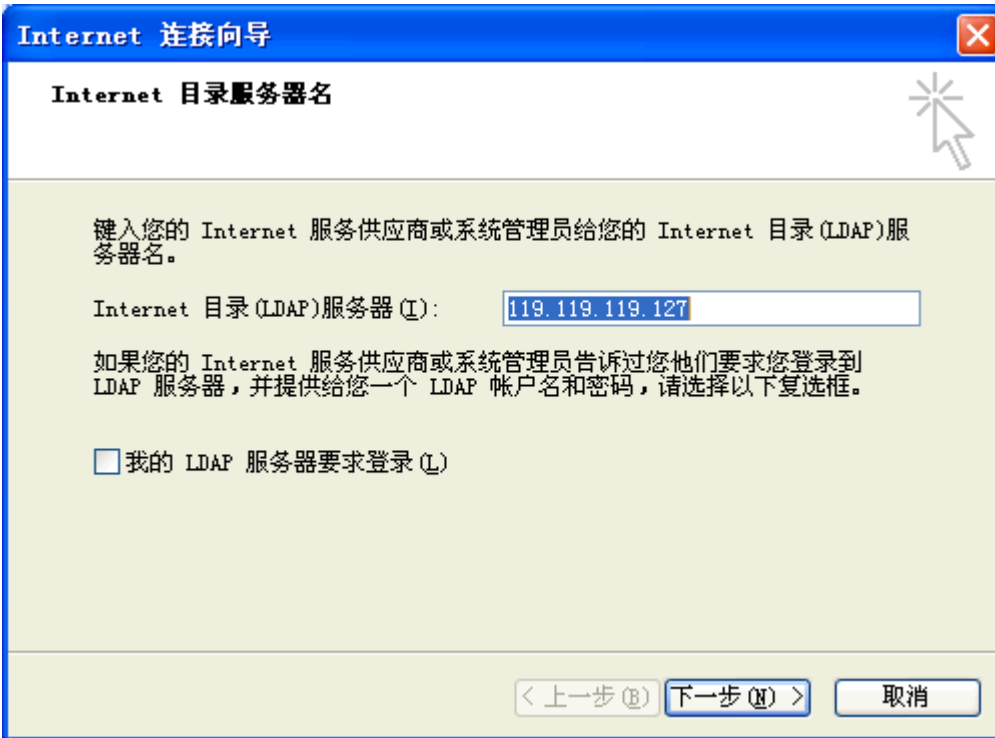 Internet 连接向导
Internet 目录服务器名
键入您的 Internet 服务供应商或系统管理员给您的 Internet 目录(LDAP)服
务器名。
Internet 目录(LDAP)服务器(I): 119.119.119.127
如果您的 Internet 服务供应商或系统管理员告诉过您他们要求您登录到
LDAP 服务器,并提供给您一个 LDAP 帐户名和密码,请选择以下复选框。
我的 LDAP 服务器要求登录(L)
< 上一步(B) 下一步(N) > 取消